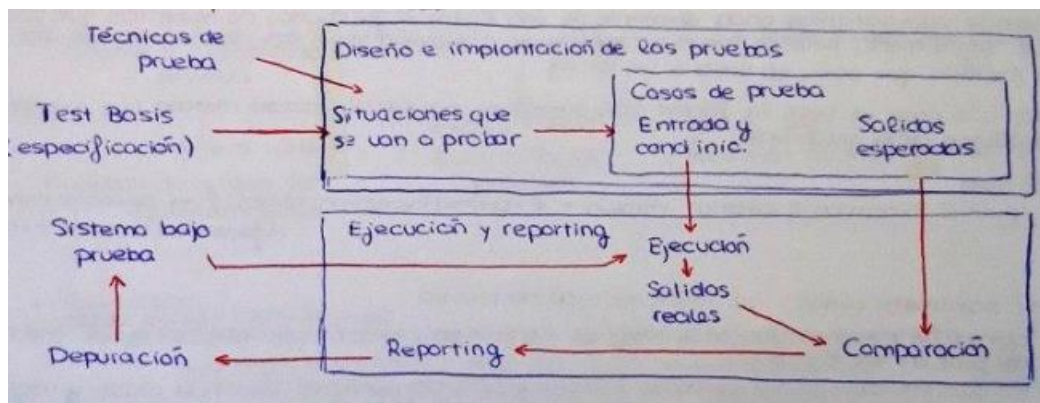 Técnicas de
prueba
Diseño e implantación de las pruebas
Casos de prueba
Test Basis
(especificación)
Situaciones que
se van a probar
Entrada y
cond inic.
Salidas
esperadas
Sistema bajo
prueba
Ejecución y reporting
Ejecución
Salidas
reales
Depuración
Reporting
Comparación